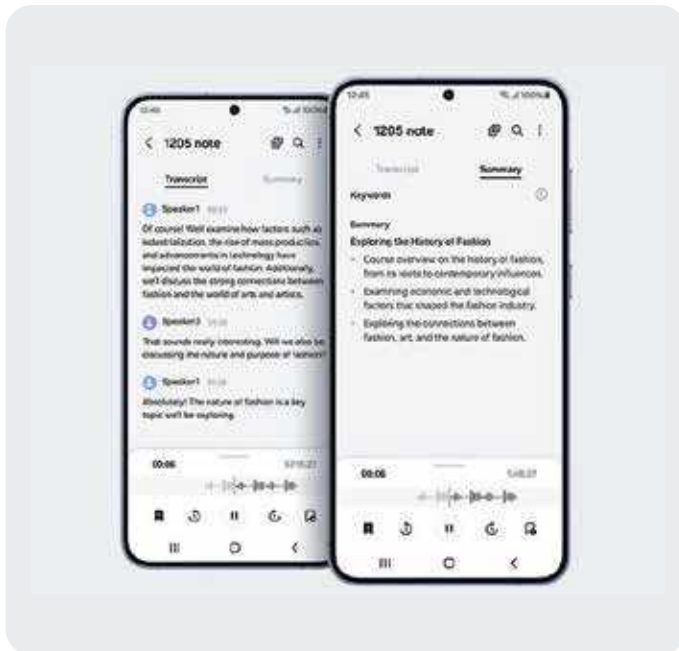 12:45
< 1205 note
Transcript Summary
Speaker1
Of course! We'll examine how factors such as
industrialization, the rise of mass production,
and advancements in technology have
impacted the world of fashion. Additionally,
we'll discuss the strong connections between
fashion and the world of arts and artists.
Speaker2
That sounds really interesting. Will we also be
discussing the nature and purpose of fashion?
Speaker1
Absolutely! The nature of fashion is a key
topic we'll be exploring.
00:06
12:45 100%
< 1205 note
Transcript Summary
Keywords
Summary
Exploring the History of Fashion
• Course overview on the history of fashion,
from its roots to contemporary influences.
• Examining economic and technological
factors that shaped the fashion industry.
• Exploring the connections between
fashion, art, and the nature of fashion.
00:06